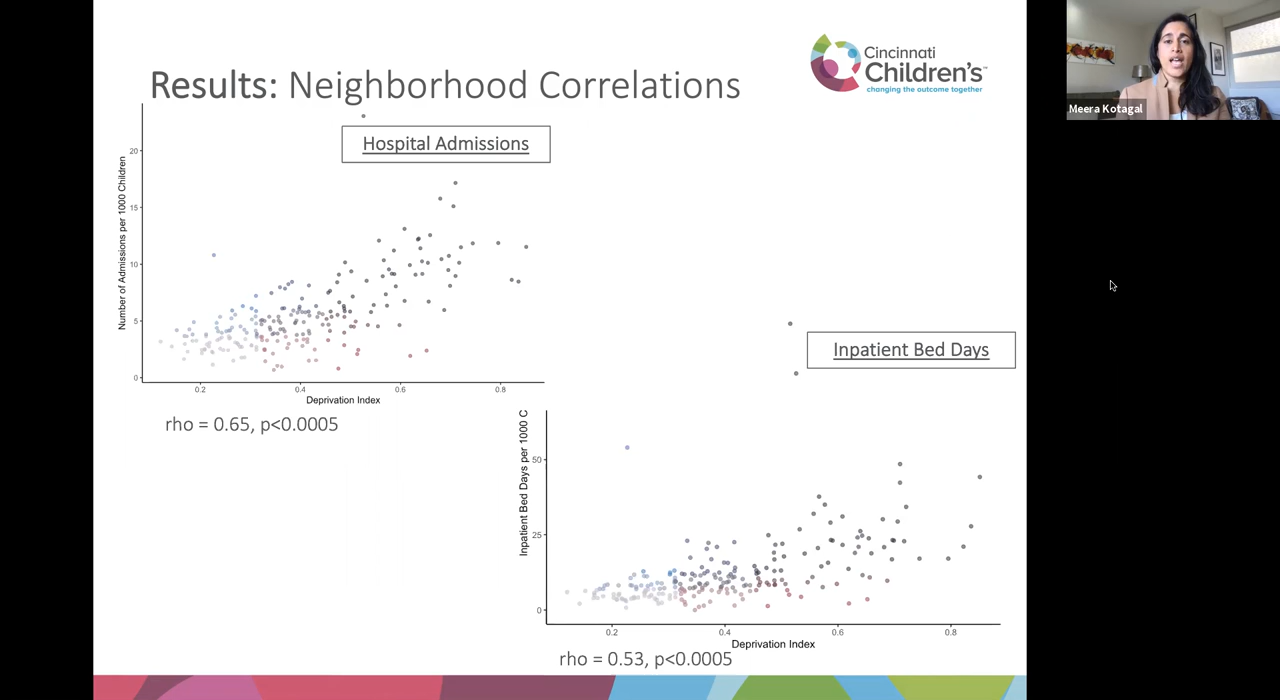 Results: Neighborhood Correlations
Cincinnati
Children's™
changing the outcome together
Meera Kotagal
Hospital Admissions
Number of Admissions per 1000 Children
20
15
10
5
0
0.2
0.4
0.6
0.8
Deprivation Index
rho = 0.65, p<0.0005
Inpatient Bed Days
Inpatient Bed Days per 1000 C
50
25
0
0.2
0.4
0.6
0.8
Deprivation Index
rho = 0.53, p<0.0005